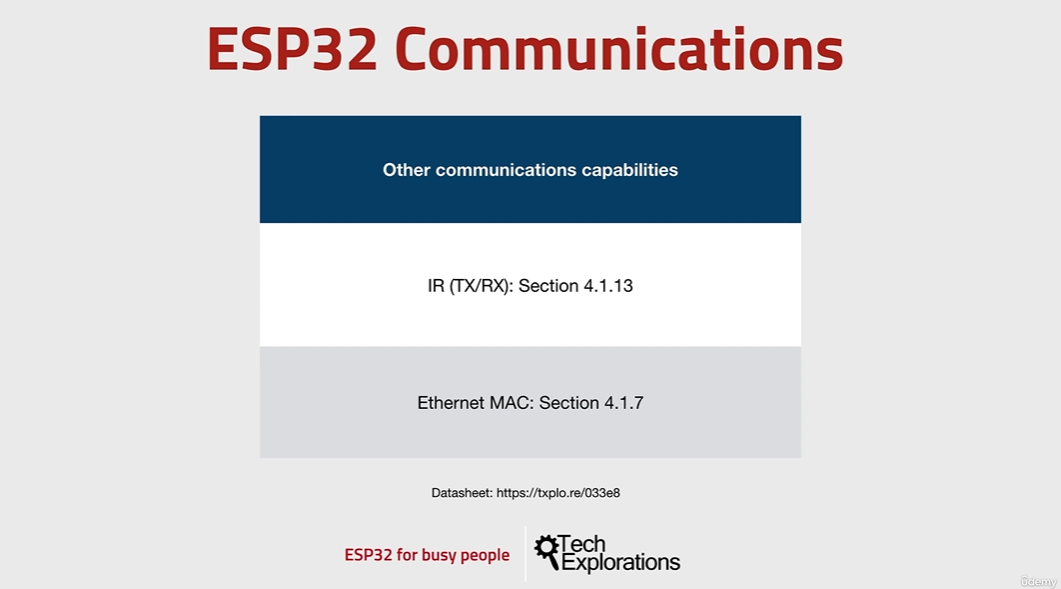 ESP32 Communications
Other communications capabilities
IR (TX/RX): Section 4.1.13
Ethernet MAC: Section 4.1.7
Datasheet: https://txplo.re/033e8
ESP32 for busy people
Tech
Explorations
ûdemy